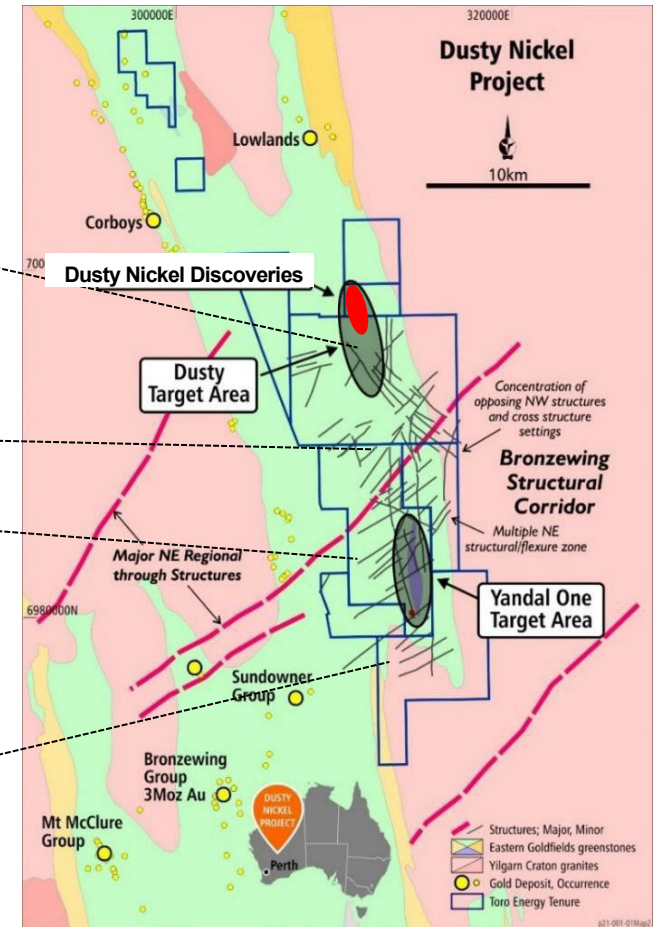 300000E
320000E
Dusty Nickel
Project
10km
Lowlands
Corboys
700
Dusty Nickel Discoveries
Dusty
Target Area
Concentration of
opposing NW structures
and cross structure
settings
Bronzewing
Structural
Corridor
Multiple NE
structural/flexure zone
Major NE Regional
through Structures
Yandal One
Target Area
6980000N
Sundowner
Group
Bronzewing
Group
3Moz Au
Mt McClure
Group
DUSTY
NICKEL
PROJECT
Perth
Structures; Major, Minor
Eastern Goldfields greenstones
Yilgarn Craton granites
Gold Deposit, Occurrence
Toro Energy Tenure
p21-001-01Map2